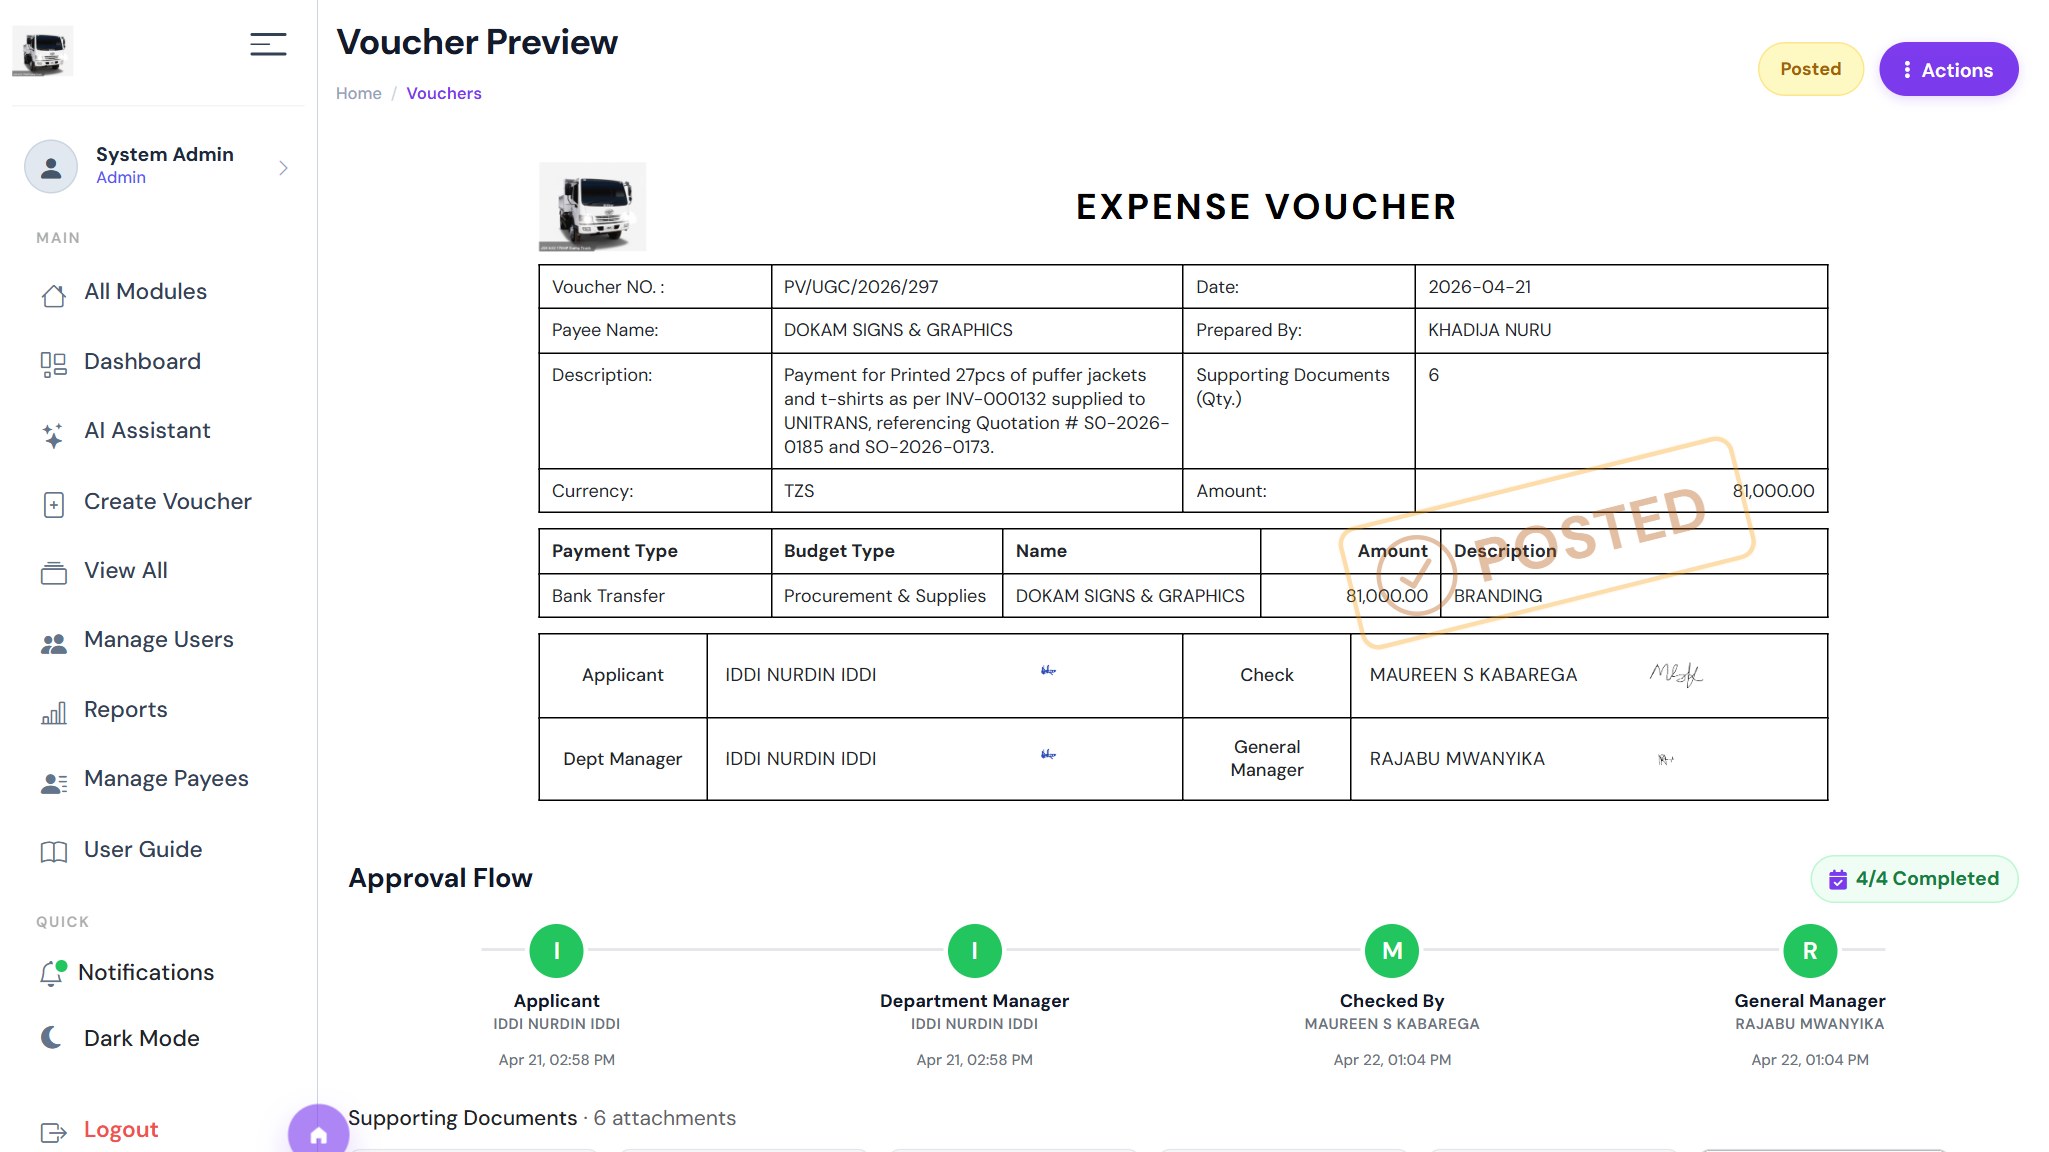 Voucher Preview
Home / Vouchers
Posted
Actions
System Admin
Admin
MAIN
All Modules
Dashboard
AI Assistant
Create Voucher
View All
Manage Users
Reports
Manage Payees
User Guide
QUICK
Notifications
Dark Mode
Logout
EXPENSE VOUCHER
Voucher NO. : PV/UGC/2026/297 Date: 2026-04-21
Payee Name: DOKAM SIGNS & GRAPHICS Prepared By: KHADIJA NURU
Description: Payment for Printed 27pcs of puffer jackets
and t-shirts as per INV-000132 supplied to
UNITRANS, referencing Quotation # SO-2026-
0185 and SO-2026-0173.
Supporting Documents
(Qty.)
6
Currency: TZS Amount: 81,000.00
Payment Type Budget Type Name Amount Description
Bank Transfer Procurement & Supplies DOKAM SIGNS & GRAPHICS 81,000.00 BRANDING
POSTED
Applicant IDDI NURDIN IDDI Check MAUREEN S KABAREGA
Dept Manager IDDI NURDIN IDDI General
Manager
RAJABU MWANYIKA
Approval Flow
4/4 Completed
I I M R
Applicant Department Manager Checked By General Manager
IDDI NURDIN IDDI IDDI NURDIN IDDI MAUREEN S KABAREGA RAJABU MWANYIKA
Apr 21, 02:58 PM Apr 21, 02:58 PM Apr 22, 01:04 PM Apr 22, 01:04 PM
Supporting Documents · 6 attachments